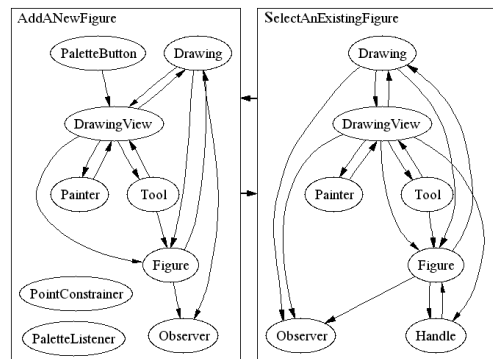 AddANewFigure
PaletteButton
Drawing
DrawingView
Painter
Tool
Figure
PointConstrainer
PaletteListener
Observer
SelectAnExistingFigure
Drawing
DrawingView
Painter
Tool
Figure
Observer
Handle